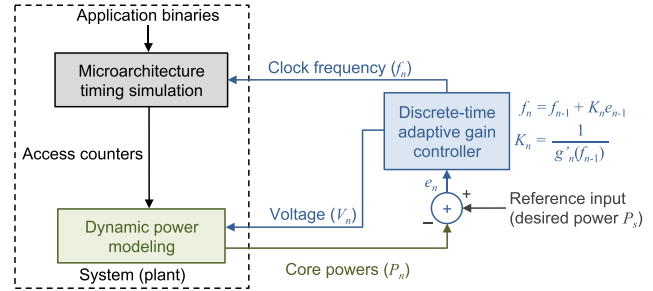 Application binaries
Microarchitecture
timing simulation
Clock frequency (fn)
Discrete-time
adaptive gain
controller
fn = fn-1 + Knen-1
Kn = 1
g'n(fn-1)
Access counters
en
+
+
−
Reference input
(desired power Ps)
Voltage (Vn)
Dynamic power
modeling
System (plant)
Core powers (Pn)